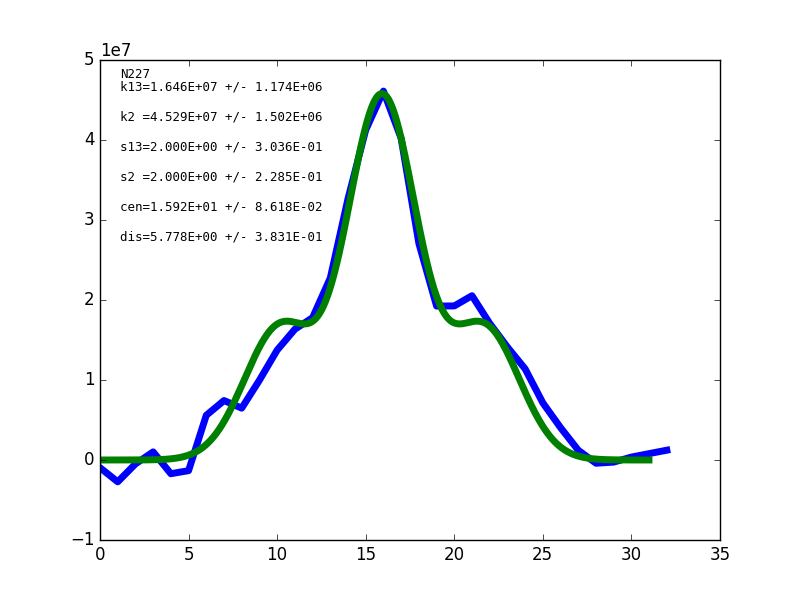 1e7
5
N227
k13=1.646E+07 +/- 1.174E+06
k2 =4.529E+07 +/- 1.502E+06
4
s13=2.000E+00 +/- 3.036E-01
s2 =2.000E+00 +/- 2.285E-01
3
cen=1.592E+01 +/- 8.618E-02
dis=5.778E+00 +/- 3.831E-01
2
1
0
−1
0 5 10 15 20 25 30 35